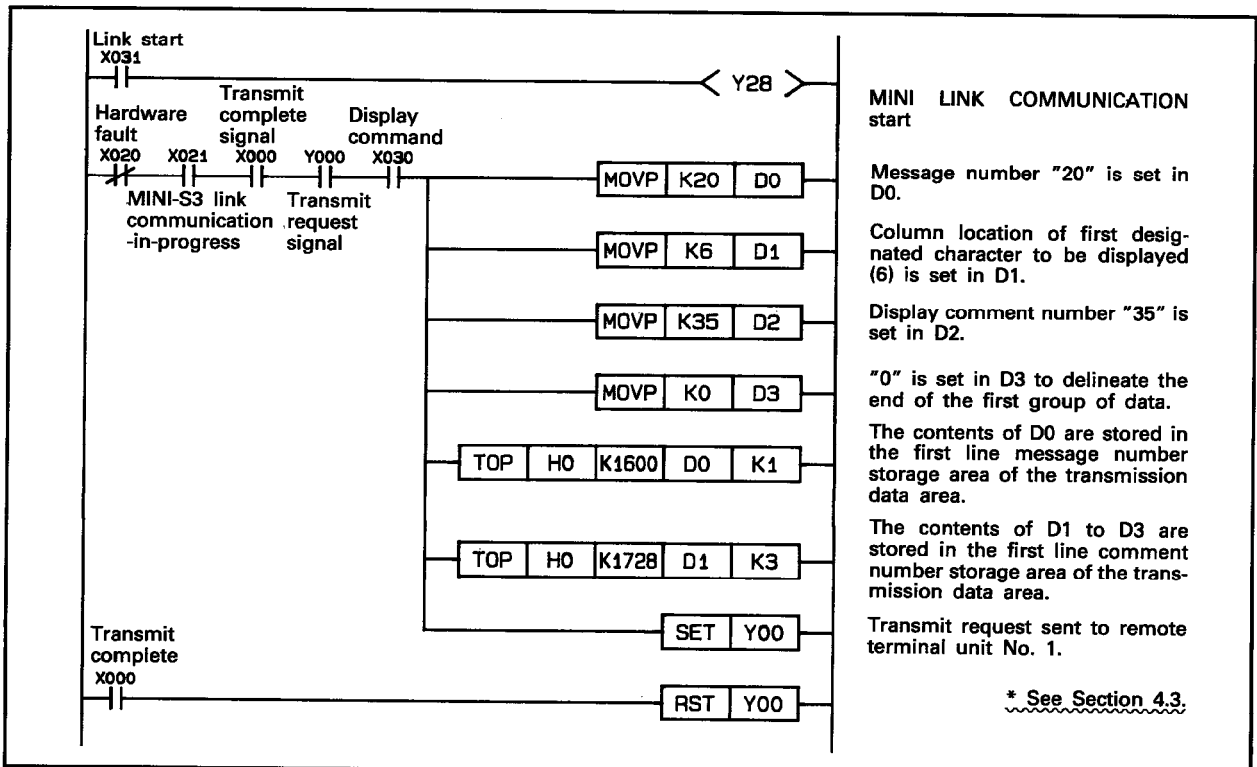 Link start
X031
Y28
MINI LINK COMMUNICATION
start
Hardware
fault
Transmit
complete
signal
Display
command
X020 X021 X000 Y000 X030
MINI-S3 link
communication
-in-progress
Transmit
request
signal
MOVP K20 D0
Message number "20" is set in
D0.
MOVP K6 D1
Column location of first desig-
nated character to be displayed
(6) is set in D1.
MOVP K35 D2
Display comment number "35" is
set in D2.
MOVP K0 D3
"0" is set in D3 to delineate the
end of the first group of data.
TOP H0 K1600 D0 K1
The contents of D0 are stored in
the first line message number
storage area of the transmission
data area.
TOP H0 K1728 D1 K3
The contents of D1 to D3 are
stored in the first line comment
number storage area of the trans-
mission data area.
SET Y00
Transmit request sent to remote
terminal unit No. 1.
Transmit
complete
X000
RST Y00
* See Section 4.3.